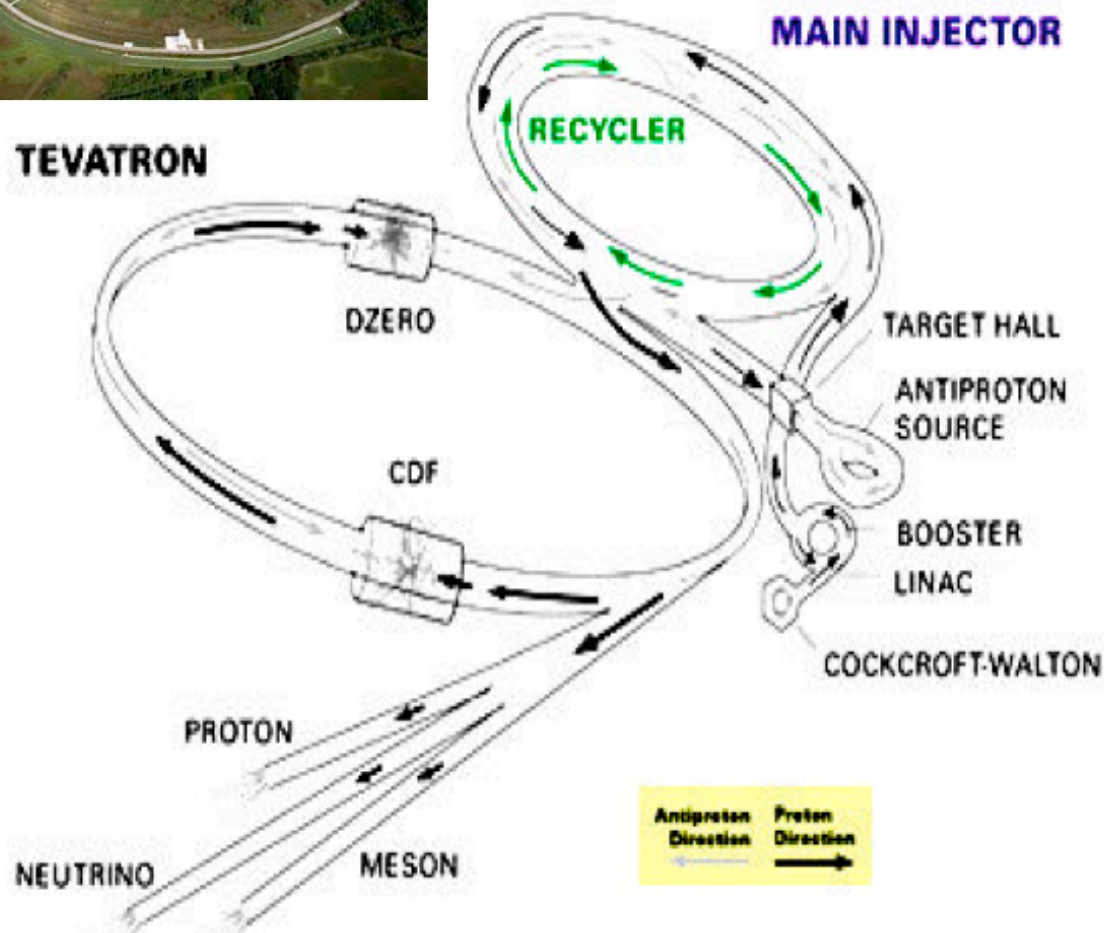 MAIN INJECTOR
RECYCLER
TEVATRON
DZERO
TARGET HALL
ANTIPROTON
SOURCE
CDF
BOOSTER
LINAC
COCKCROFT-WALTON
PROTON
NEUTRINO
MESON
Antiproton Proton
Direction Direction